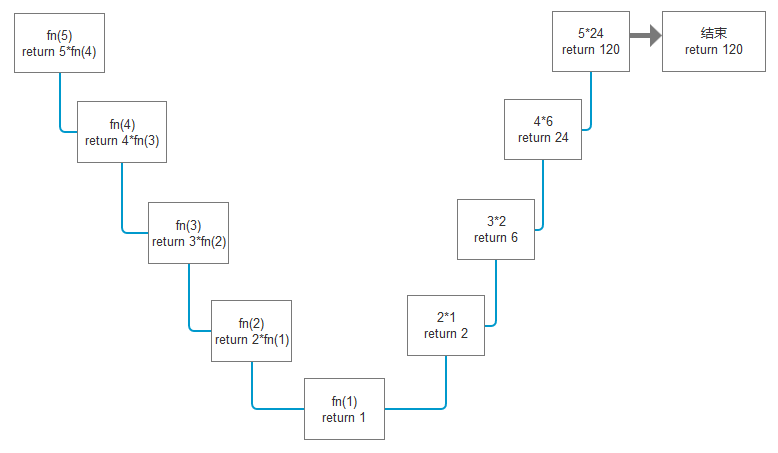 fn(5)
return 5*fn(4)
fn(4)
return 4*fn(3)
fn(3)
return 3*fn(2)
fn(2)
return 2*fn(1)
fn(1)
return 1
2*1
return 2
3*2
return 6
4*6
return 24
5*24
return 120
结束
return 120